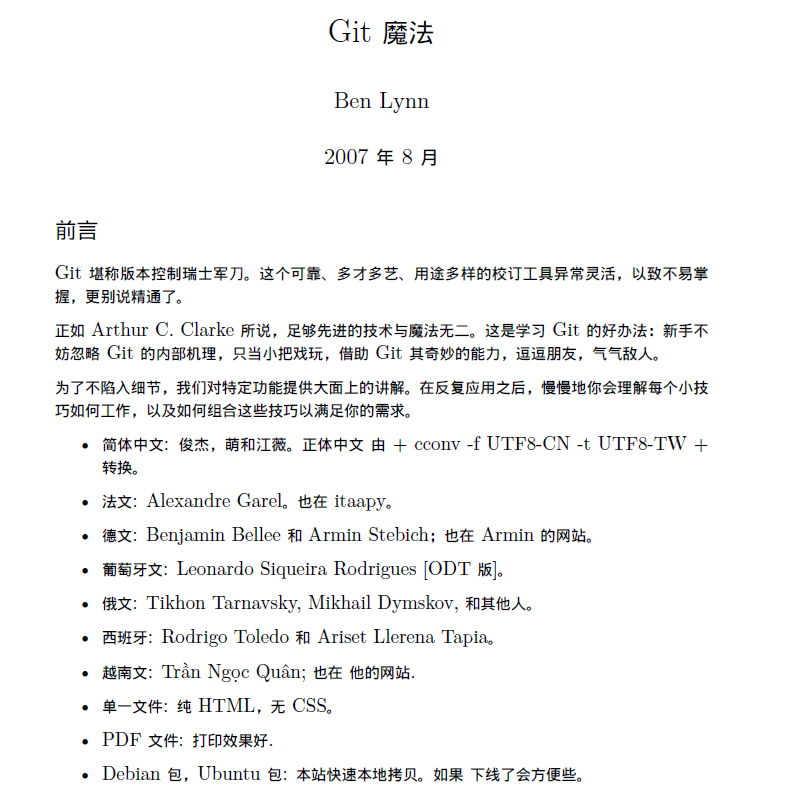 Git 魔法
Ben Lynn
2007 年 8 月
前言
Git 堪称版本控制瑞士军刀。这个可靠、多才多艺、用途多样的校订工具异常灵活，以致不易掌
握，更别说精通了。
正如 Arthur C. Clarke 所说，足够先进的技术与魔法无二。这是学习 Git 的好办法：新手不
妨忽略 Git 的内部机理，只当小把戏玩，借助 Git 其奇妙的能力，逗逗朋友，气气敌人。
为了不陷入细节，我们对特定功能提供大面上的讲解。在反复应用之后，慢慢地你会理解每个小技
巧如何工作，以及如何组合这些技巧以满足你的需求。
• 简体中文：俊杰，萌和江薇。正体中文 由 + cconv -f UTF8-CN -t UTF8-TW +
转换。
• 法文：Alexandre Garel。也在 itaapy。
• 德文：Benjamin Bellee 和 Armin Stebich；也在 Armin 的网站。
• 葡萄牙文：Leonardo Siqueira Rodrigues [ODT 版]。
• 俄文：Tikhon Tarnavsky, Mikhail Dymskov, 和其他人。
• 西班牙：Rodrigo Toledo 和 Ariset Llerena Tapia。
• 越南文：Trần Ngọc Quân; 也在 他的网站.
• 单一文件：纯 HTML，无 CSS。
• PDF 文件：打印效果好.
• Debian 包，Ubuntu 包：本站快速本地拷贝。如果 下线了会方便些。